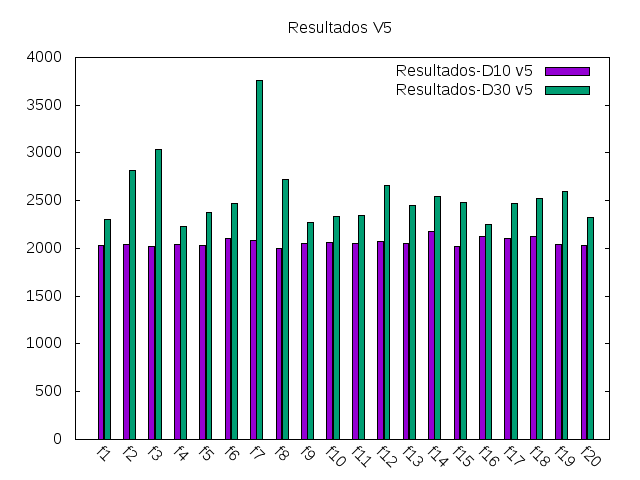 Resultados V5
4000
3500
3000
2500
2000
1500
1000
500
0
Resultados-D10 v5
Resultados-D30 v5
f1 f2 f3 f4 f5 f6 f7 f8 f9 f10 f11 f12 f13 f14 f15 f16 f17 f18 f19 f20